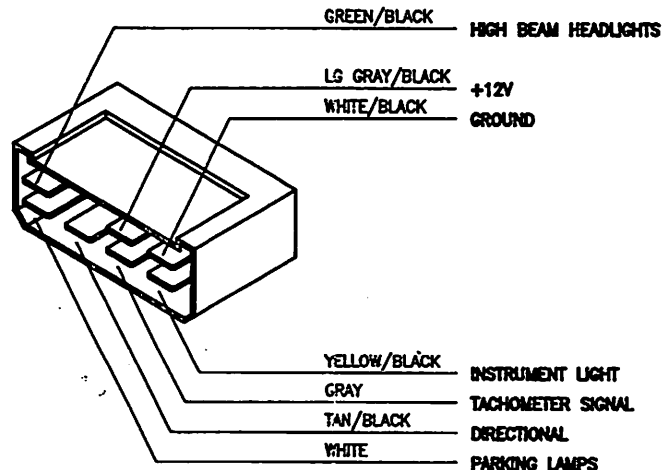 GREEN/BLACK HIGH BEAM HEADLIGHTS
LG GRAY/BLACK +12V
WHITE/BLACK GROUND
YELLOW/BLACK INSTRUMENT LIGHT
GRAY TACHOMETER SIGNAL
TAN/BLACK DIRECTIONAL
WHITE PARKING LAMPS